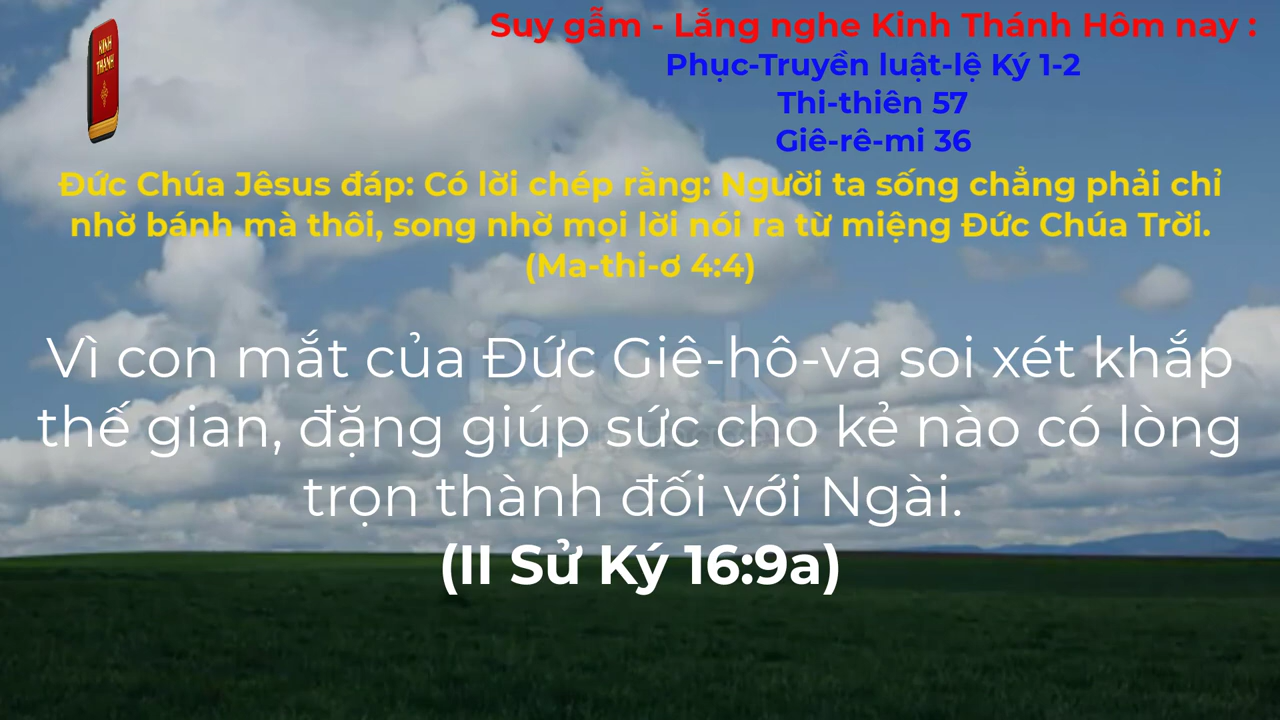 Suy gẫm - Lắng nghe Kinh Thánh Hôm nay :
Phục-Truyền luật-lệ Ký 1-2
Thi-thiên 57
Giê-rê-mi 36
KINH
THÁNH
Đức Chúa Jêsus đáp: Có lời chép rằng: Người ta sống chẳng phải chỉ
nhờ bánh mà thôi, song nhờ mọi lời nói ra từ miệng Đức Chúa Trời.
(Ma-thi-ơ 4:4)
iStock
Vì con mắt của Đức Giê-hô-va soi xét khắp
thế gian, đặng giúp sức cho kẻ nào có lòng
trọn thành đối với Ngài.
(II Sử Ký 16:9a)